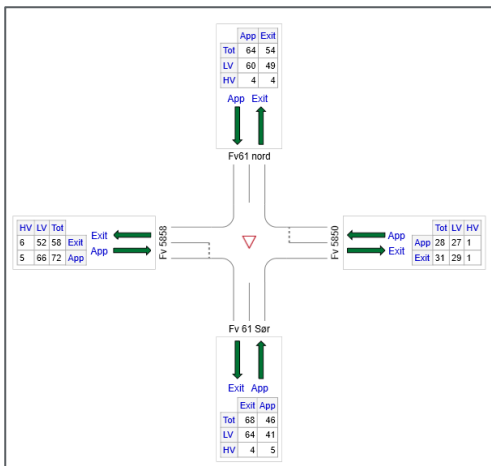 App Exit
Tot 64 54
LV 60 49
HV 4 4
App Exit
Fv61 nord
HV LV Tot
6 52 58 Exit
5 66 72 App
Exit
App
Fv 5858
Fv 5850
App
Exit
Tot LV HV
App 28 27 1
Exit 31 29 1
Fv 61 Sør
Exit App
Exit App
Tot 68 46
LV 64 41
HV 4 5